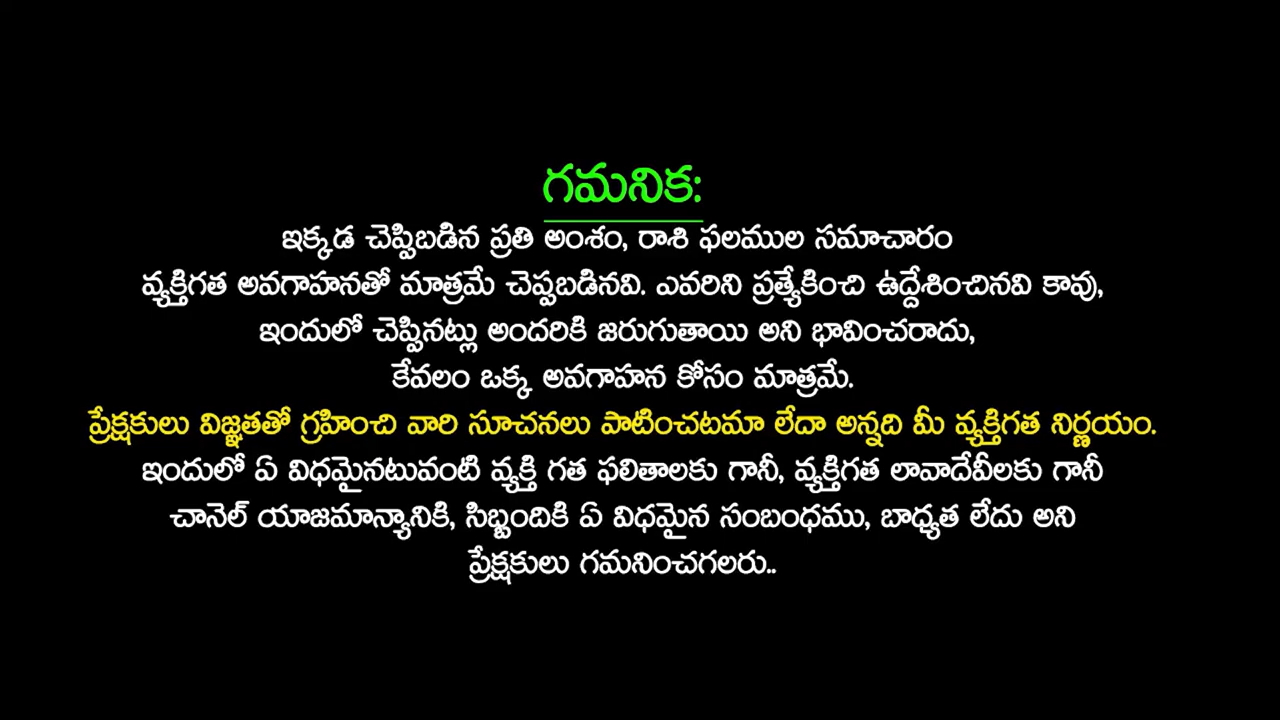 గమనిక:
ఇక్కడ చెప్పిబడిన ప్రతి అంశం, రాశి ఫలముల సమాచారం
వ్యక్తిగత అవగాహనతో మాత్రమే చెప్పబడినవి. ఎవరిని ప్రత్యేకించి ఉద్దేశించినవి కావు,
ఇందులో చెప్పినట్లు అందరికి జరుగుతాయి అని భావించరాదు,
కేవలం ఒక్క అవగాహన కోసం మాత్రమే.
ప్రేక్షకులు విజ్ఞతతో గ్రహించి వారి సూచనలు పాటించటమా లేదా అన్నది మీ వ్యక్తిగత నిర్ణయం.
ఇందులో ఏ విధమైనటువంటి వ్యక్తి గత ఫలితాలకు గానీ, వ్యక్తిగత లావాదేవీలకు గానీ
చానెల్ యాజమాన్యానికి, సిబ్బందికి ఏ విధమైన సంబంధము, బాధ్యత లేదు అని
ప్రేక్షకులు గమనించగలరు..